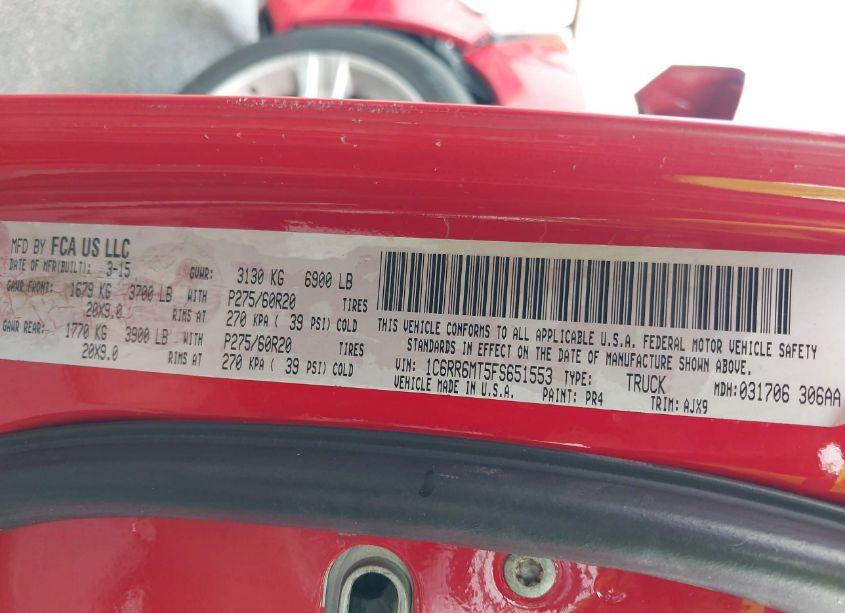 MFD BY FCA US LLC
DATE OF MFR(BUILT): 3-15 GVWR: 3130 KG 6900 LB
GAWR FRONT: 1679 KG 3700 LB WITH P275/60R20 TIRES
20X9.0 RIMS AT 270 KPA ( 39 PSI) COLD
GAWR REAR: 1770 KG 3900 LB WITH P275/60R20 TIRES
20X9.0 RIMS AT 270 KPA ( 39 PSI) COLD
THIS VEHICLE CONFORMS TO ALL APPLICABLE U.S.A. FEDERAL MOTOR VEHICLE SAFETY
STANDARDS IN EFFECT ON THE DATE OF MANUFACTURE SHOWN ABOVE.
VIN: 1C6RR6MT5FS651553 TYPE: TRUCK MDH:031706 306AA
VEHICLE MADE IN U.S.A. PAINT: PR4 TRIM: AJX9